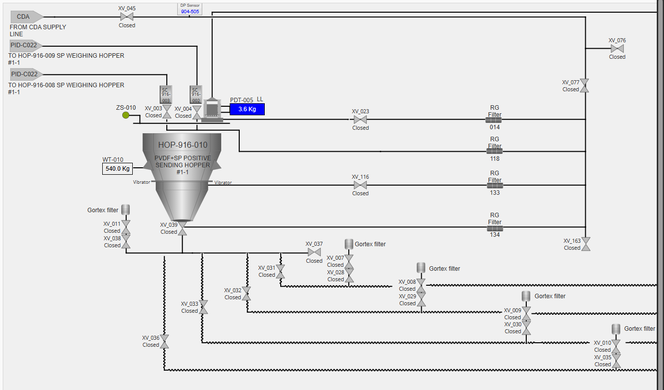 XV_045
Closed
DP Sensor
904-505
CDA
FROM CDA SUPPLY
LINE
PID-C022
TO HOP-916-009 SP WEIGHING HOPPER
#1-1
PID-C022
TO HOP-916-008 SP WEIGHING HOPPER
#1-1
XV_076
Closed
XV_077
Closed
ZS-010
XV_003
Closed
XV_004
Closed
PDT-005
LL
3.6 Kg
XV_023
Closed
RG
Filter
014
HOP-916-010
PVDF+SP POSITIVE
SENDING HOPPER
#1-1
RG
Filter
118
WT-010
540.0 Kg
Vibrator
Vibrator
XV_116
Closed
RG
Filter
133
Gortex filter
XV_011
Closed
XV_038
Closed
XV_039
Closed
RG
Filter
134
XV_163
Closed
XV_037
Closed
Gortex filter
XV_007
Closed
XV_028
Closed
XV_031
Closed
Gortex filter
XV_008
Closed
XV_029
Closed
XV_032
Closed
Gortex filter
XV_009
Closed
XV_030
Closed
XV_033
Closed
Gortex filter
XV_010
Closed
XV_035
Closed
XV_036
Closed